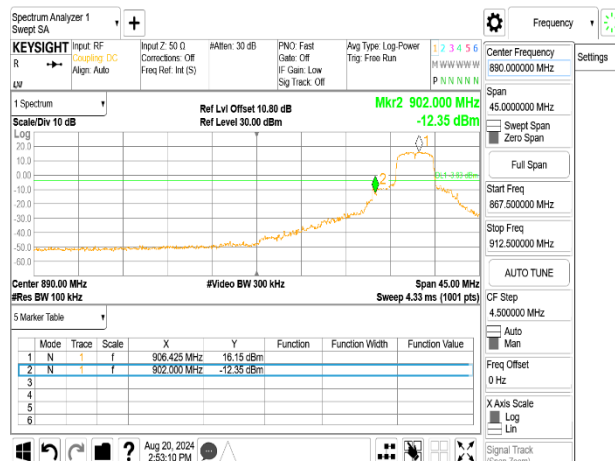 Spectrum Analyzer 1
Swept SA
Frequency
Settings
KEYSIGHT
R
Input: RF
Coupling: DC
Align: Auto
Input Z: 50 Ω
Corrections: Off
Freq Ref: Int (S)
#Atten: 30 dB
PNO: Fast
Gate: Off
IF Gain: Low
Sig Track: Off
Avg Type: Log-Power
Trig: Free Run
1 2 3 4 5 6
M W W W W W
P N N N N N
LXI
1 Spectrum
Scale/Div 10 dB
Log
Ref Lvl Offset 10.80 dB
Ref Level 30.00 dBm
Mkr2 902.000 MHz
-12.35 dBm
20.0
10.0
0.00
-10.0
-20.0
-30.0
-40.0
-50.0
-60.0
1
2
Center 890.00 MHz
#Res BW 100 kHz
#Video BW 300 kHz
Span 45.00 MHz
Sweep 4.33 ms (1001 pts)
5 Marker Table
Mode Trace Scale X Y Function Function Width Function Value
1 N 1 f 906.425 MHz 16.15 dBm
2 N 1 f 902.000 MHz -12.35 dBm
3
4
5
6
Aug 20, 2024
2:53:10 PM
Center Frequency
890.000000 MHz
Span
45.0000000 MHz
Swept Span
Zero Span
Full Span
Start Freq
867.500000 MHz
Stop Freq
912.500000 MHz
AUTO TUNE
CF Step
4.500000 MHz
Auto
Man
Freq Offset
0 Hz
X Axis Scale
Log
Lin
Signal Track
(Span Zoom)